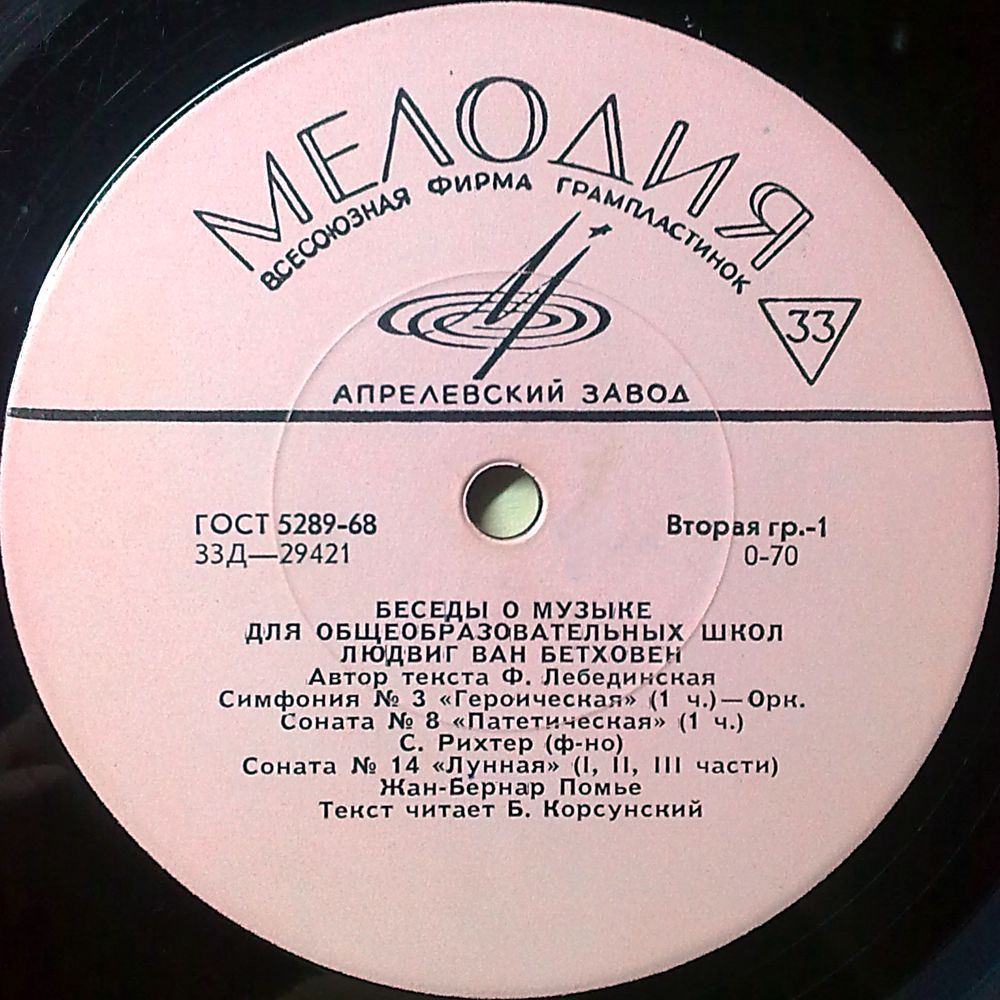 МЕЛОДИЯ
ВСЕСОЮЗНАЯ ФИРМА ГРАМПЛАСТИНОК
33
АПРЕЛЕВСКИЙ ЗАВОД
ГОСТ 5289-68
Вторая гр.-1
33Д—29421
0-70
БЕСЕДЫ О МУЗЫКЕ
ДЛЯ ОБЩЕОБРАЗОВАТЕЛЬНЫХ ШКОЛ
ЛЮДВИГ ВАН БЕТХОВЕН
Автор текста Ф. Лебединская
Симфония № 3 «Героическая» (1 ч.)—Орк.
Соната № 8 «Патетическая» (1 ч.)
С. Рихтер (ф-но)
Соната № 14 «Лунная» (I, II, III части)
Жан-Бернар Помье
Текст читает Б. Корсунский